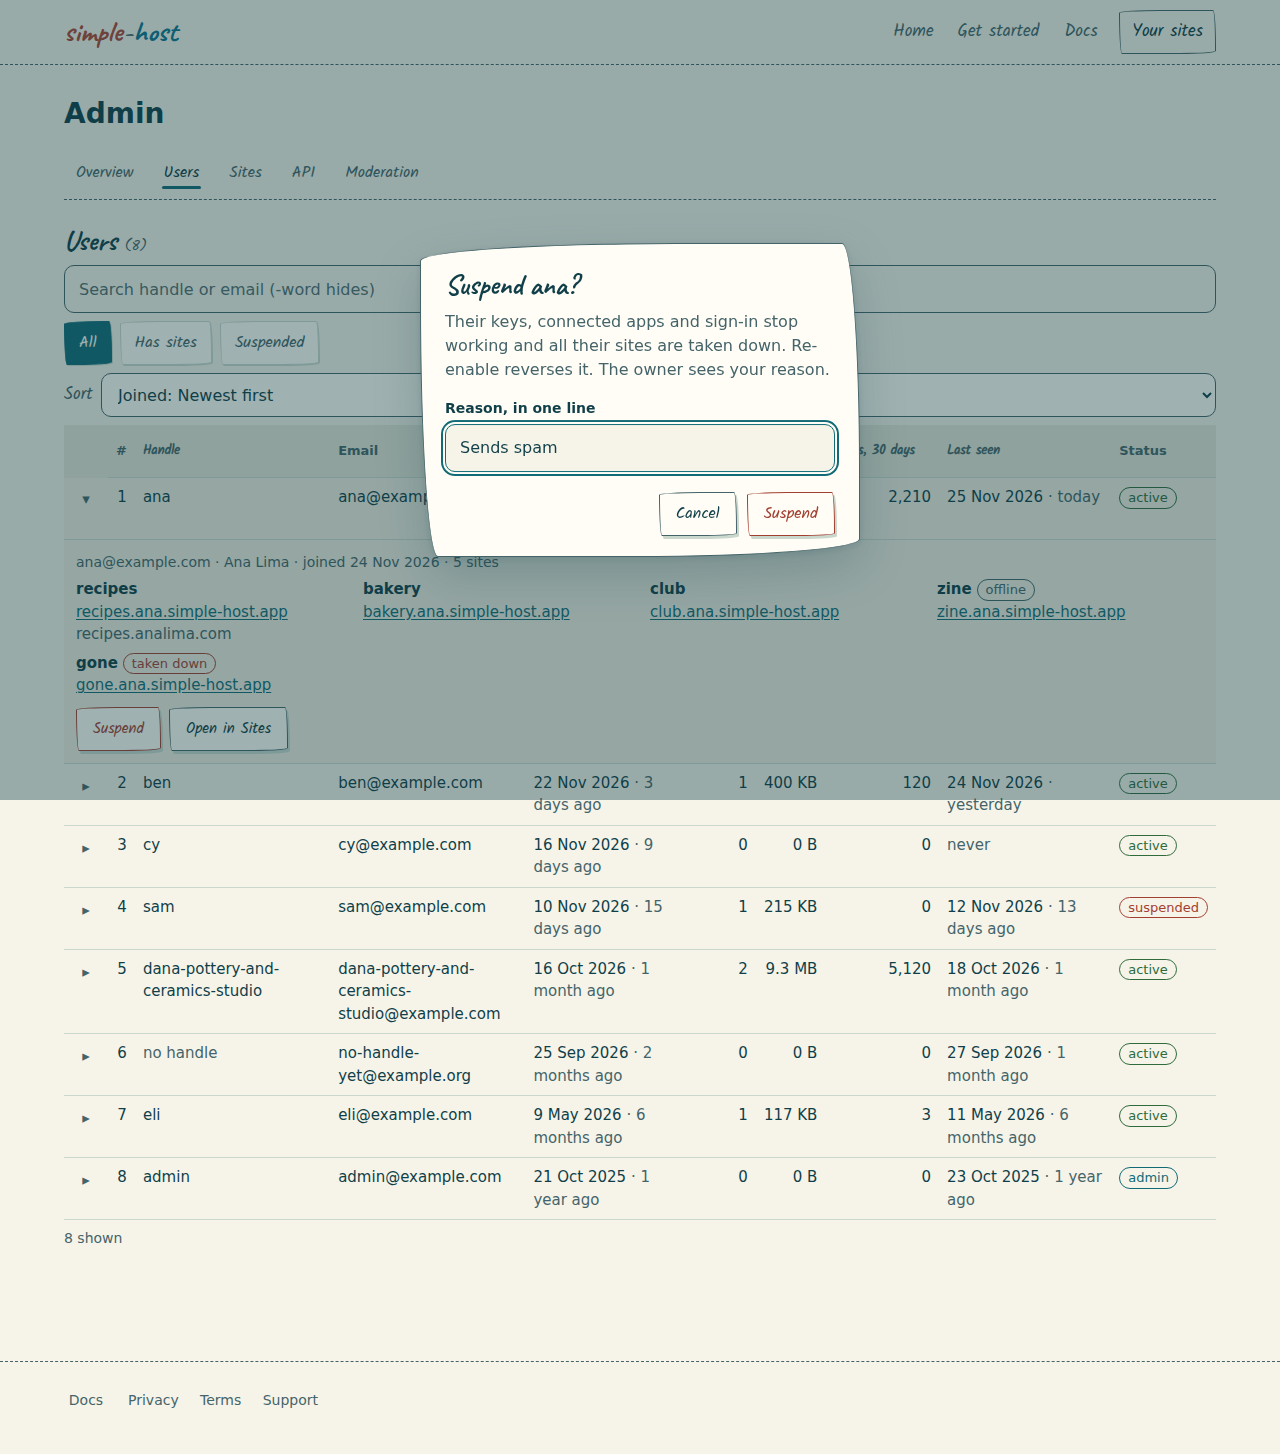 simple-host
Home Get started Docs Your sites
Admin
Overview Users Sites API Moderation
Users (8)
Search handle or email (-word hides)
All Has sites Suspended
Sort Joined: Newest first
Suspend ana?
Their keys, connected apps and sign-in stop
working and all their sites are taken down. Re-
enable reverses it. The owner sees your reason.
Reason, in one line
Sends spam
Cancel Suspend
# Handle Email 30 days Last seen Status
▾ 1 ana 2,210 25 Nov 2026 · today active
ana@example.com · Ana Lima · joined 24 Nov 2026 · 5 sites
recipes bakery club zine offline
recipes.ana.simple-host.app bakery.ana.simple-host.app club.ana.simple-host.app zine.ana.simple-host.app
recipes.analima.com
gone taken down
gone.ana.simple-host.app
Suspend Open in Sites
▸ 2 ben ben@example.com 22 Nov 2026 · 3 1 400 KB 120 24 Nov 2026 · active
days ago yesterday
▸ 3 cy cy@example.com 16 Nov 2026 · 9 0 0 B 0 never active
days ago
▸ 4 sam sam@example.com 10 Nov 2026 · 15 1 215 KB 0 12 Nov 2026 · 13 suspended
days ago days ago
▸ 5 dana-pottery-and- dana-pottery-and- 16 Oct 2026 · 1 2 9.3 MB 5,120 18 Oct 2026 · 1 active
ceramics-studio ceramics- month ago month ago
studio@example.com
▸ 6 no handle no-handle- 25 Sep 2026 · 2 0 0 B 0 27 Sep 2026 · 1 active
yet@example.org months ago month ago
▸ 7 eli eli@example.com 9 May 2026 · 6 1 117 KB 3 11 May 2026 · 6 active
months ago months ago
▸ 8 admin admin@example.com 21 Oct 2025 · 1 0 0 B 0 23 Oct 2025 · 1 year admin
year ago ago
8 shown
Docs Privacy Terms Support